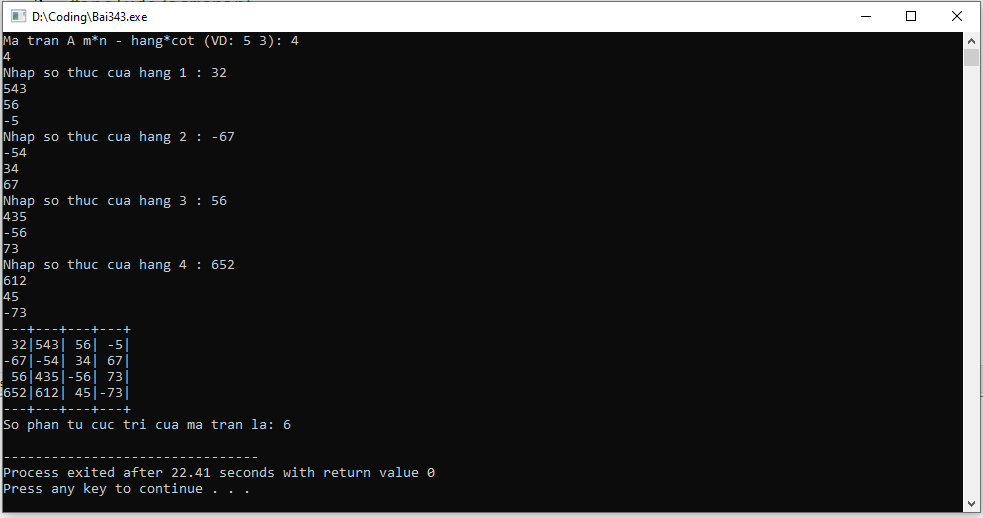 D:\Coding\Bai343.exe
Ma tran A m*n - hang*cot (VD: 5 3): 4
4
Nhap so thuc cua hang 1 : 32
543
56
-5
Nhap so thuc cua hang 2 : -67
-54
34
67
Nhap so thuc cua hang 3 : 56
435
-56
73
Nhap so thuc cua hang 4 : 652
612
45
-73
---+---+---+---+
 32|543| 56| -5|
-67|-54| 34| 67|
 56|435|-56| 73|
652|612| 45|-73|
---+---+---+---+
So phan tu cuc tri cua ma tran la: 6
--------------------------------
Process exited after 22.41 seconds with return value 0
Press any key to continue . . .